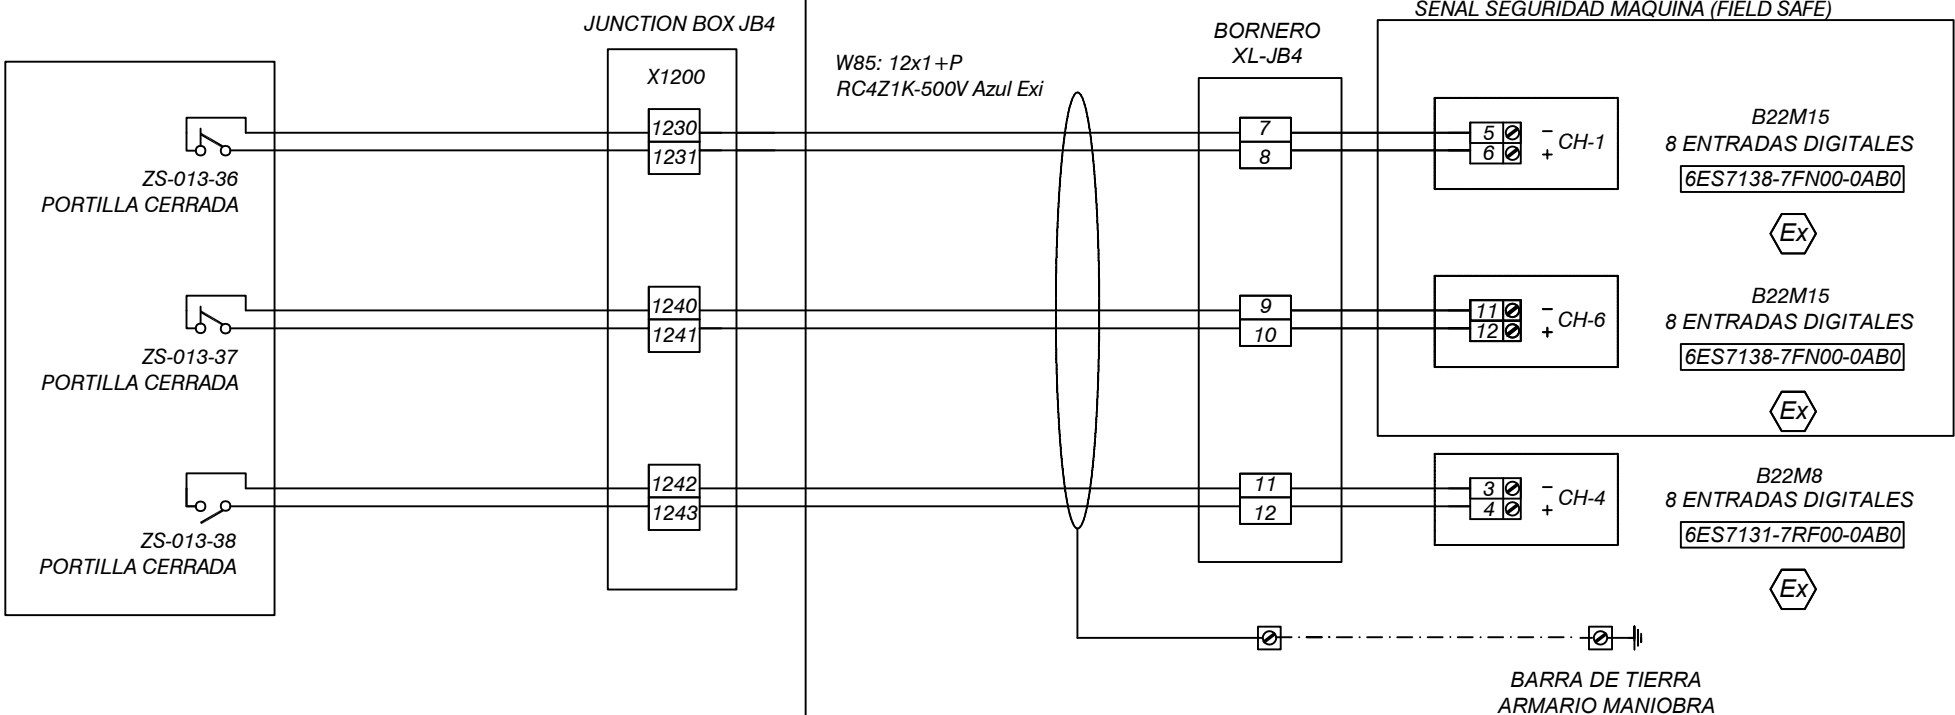 SEÑAL SEGURIDAD MAQUINA (FIELD SAFE)
JUNCTION BOX JB4
BORNERO
XL-JB4
W85: 12x1+P
RC4Z1K-500V Azul Exi
X1200
1230
1231
7
8
5
6
–
+
CH-1
B22M15
8 ENTRADAS DIGITALES
6ES7138-7FN00-0AB0
Ex
ZS-013-36
PORTILLA CERRADA
1240
1241
9
10
11
12
–
+
CH-6
B22M15
8 ENTRADAS DIGITALES
6ES7138-7FN00-0AB0
Ex
ZS-013-37
PORTILLA CERRADA
1242
1243
11
12
3
4
–
+
CH-4
B22M8
8 ENTRADAS DIGITALES
6ES7131-7RF00-0AB0
Ex
ZS-013-38
PORTILLA CERRADA
BARRA DE TIERRA
ARMARIO MANIOBRA